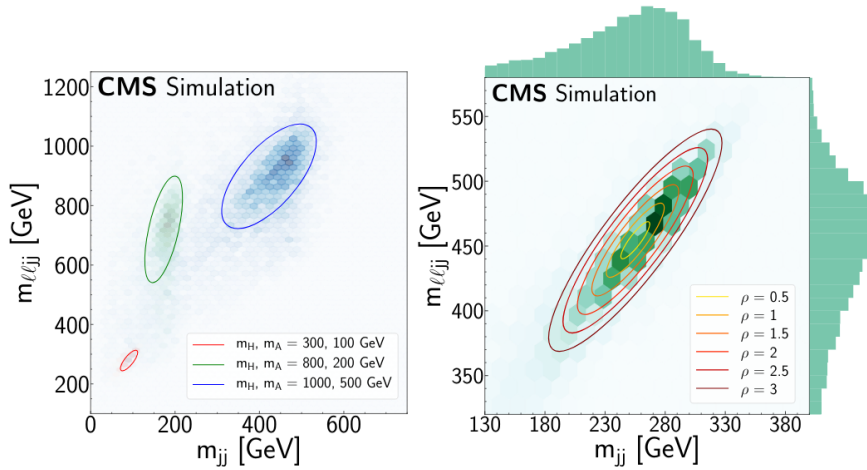 CMS Simulation
1200
1000
800
600
400
200
m_ℓℓjj [GeV]
0
200
400
600
m_jj [GeV]
m_H, m_A = 300, 100 GeV
m_H, m_A = 800, 200 GeV
m_H, m_A = 1000, 500 GeV
CMS Simulation
550
500
450
400
350
m_ℓℓjj [GeV]
130
180
230
280
330
380
m_jj [GeV]
ρ = 0.5
ρ = 1
ρ = 1.5
ρ = 2
ρ = 2.5
ρ = 3